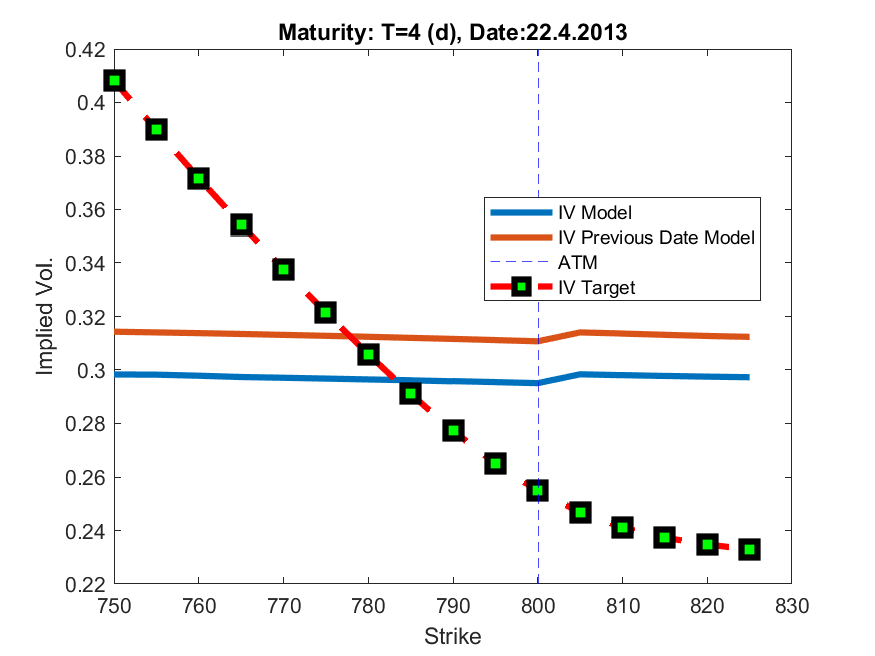 Maturity: T=4 (d), Date:22.4.2013
0.42
0.4
0.38
0.36
0.34
0.32
0.3
0.28
0.26
0.24
0.22
Implied Vol.
IV Model
IV Previous Date Model
ATM
IV Target
750 760 770 780 790 800 810 820 830
Strike